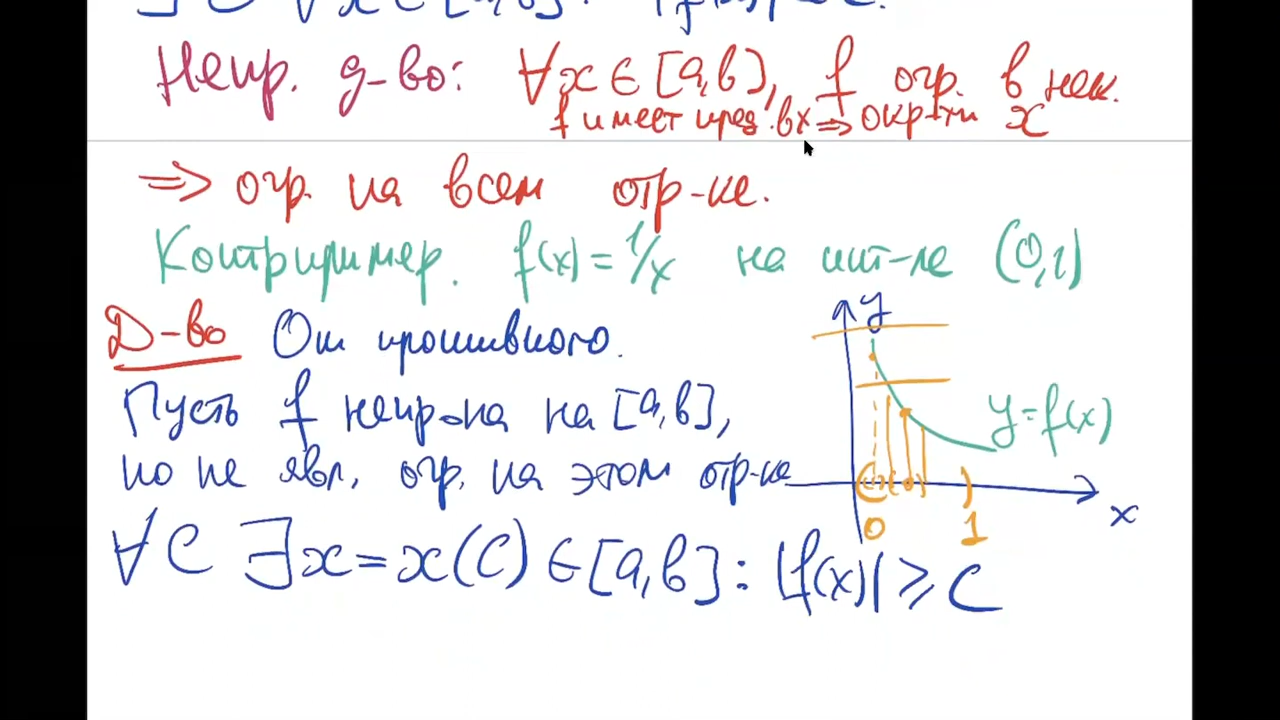 ∃ C ∀ x ∈ [a,b]:
Непр. д-во: ∀x ∈ [a,b], f огр. в нек.
f имеет пред. в x ⇒ окр-ти x
⇒ огр. на всем отр-ке.
Контрпример. f(x) = 1/x на инт-ле (0,1)
Д-во От противного.
y
Пусть f непр-на на [a,b],
y=f(x)
но не явл. огр. на этом отр-ке
0 1 x
∀ C ∃ x = x(C) ∈ [a,b] : |f(x)| ⩾ C